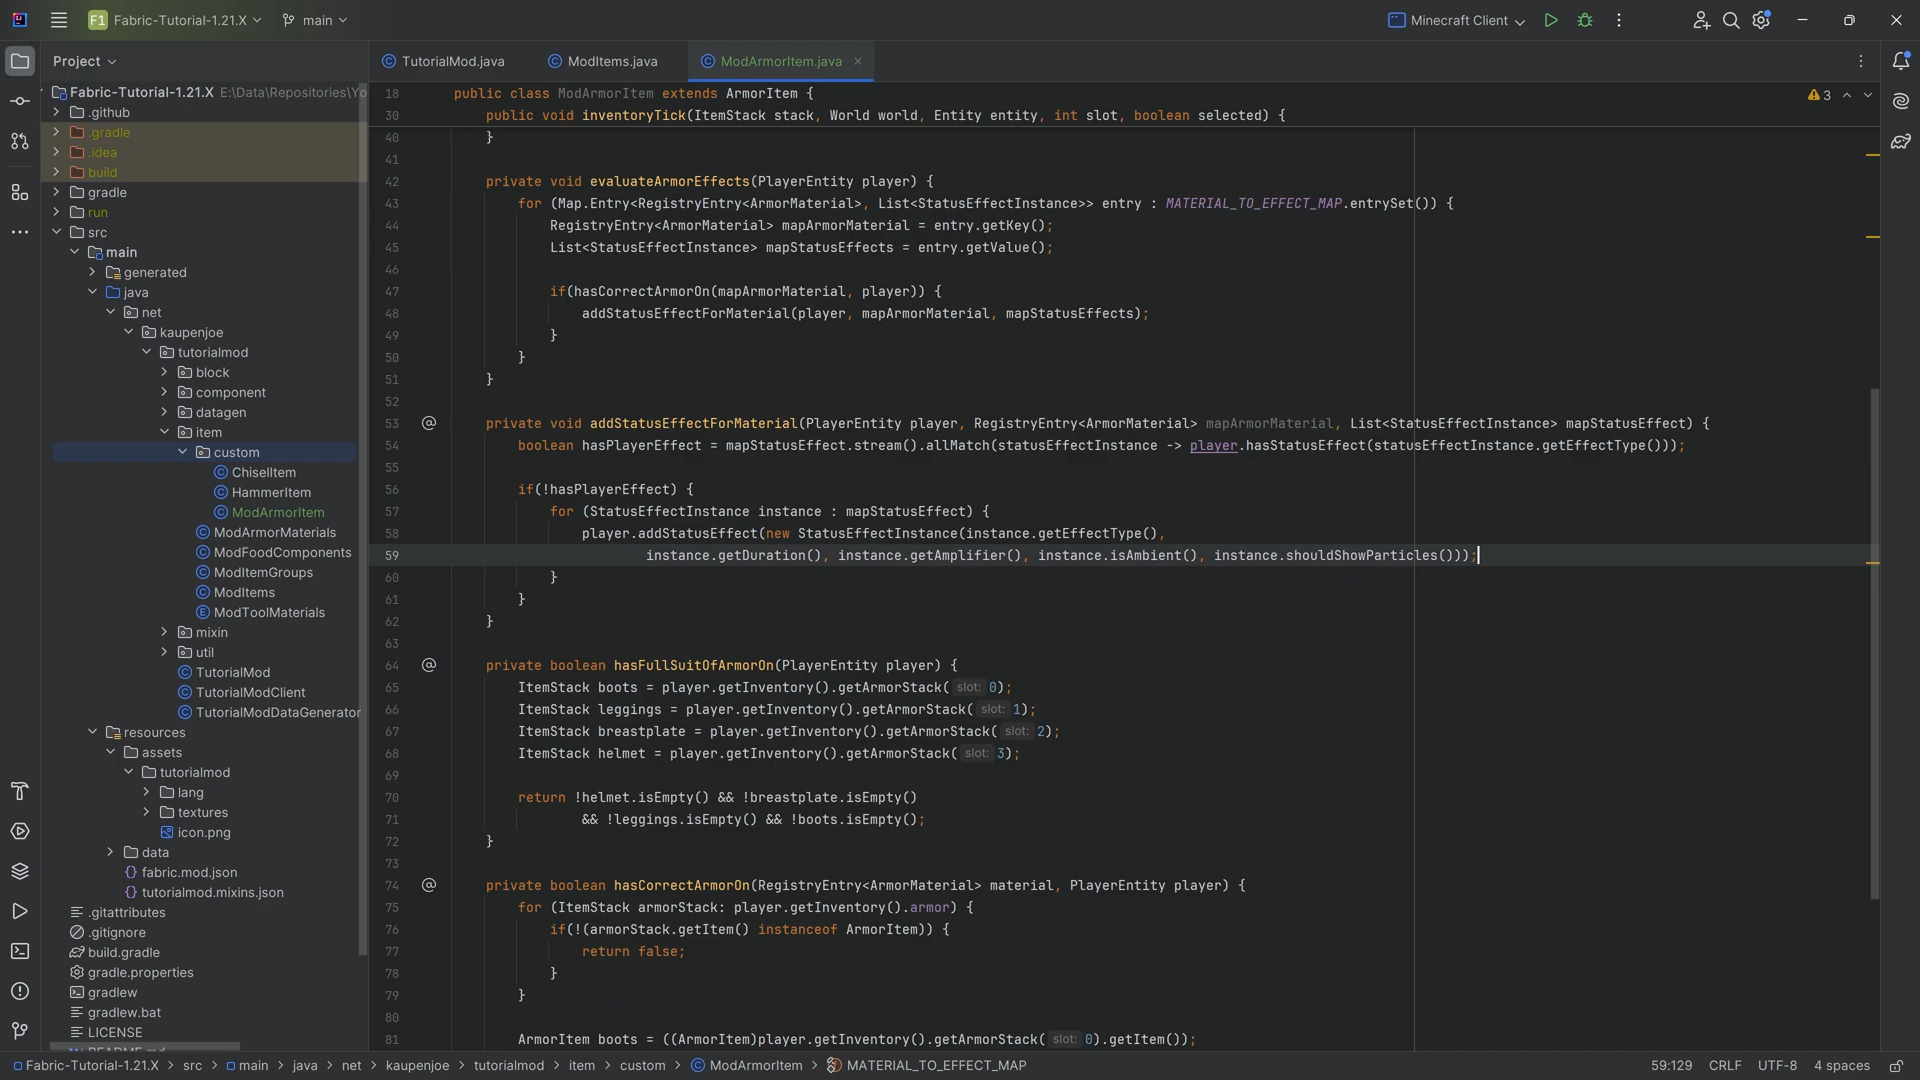 F1 Fabric-Tutorial-1.21.X main Minecraft Client
Project
TutorialMod.java ModItems.java ModArmorItem.java
Fabric-Tutorial-1.21.X E:\Data\Repositories\Yo
.github
.gradle
.idea
build
gradle
run
src
main
generated
java
net
kaupenjoe
tutorialmod
block
component
datagen
item
custom
ChiselItem
HammerItem
ModArmorItem
ModArmorMaterials
ModFoodComponents
ModItemGroups
ModItems
ModToolMaterials
mixin
util
TutorialMod
TutorialModClient
TutorialModDataGenerator
resources
assets
tutorialmod
lang
textures
icon.png
data
fabric.mod.json
tutorialmod.mixins.json
.gitattributes
.gitignore
build.gradle
gradle.properties
gradlew
gradlew.bat
LICENSE
18 public class ModArmorItem extends ArmorItem { 3
30 public void inventoryTick(ItemStack stack, World world, Entity entity, int slot, boolean selected) {
40 }
41
42 private void evaluateArmorEffects(PlayerEntity player) {
43 for (Map.Entry<RegistryEntry<ArmorMaterial>, List<StatusEffectInstance>> entry : MATERIAL_TO_EFFECT_MAP.entrySet()) {
44 RegistryEntry<ArmorMaterial> mapArmorMaterial = entry.getKey();
45 List<StatusEffectInstance> mapStatusEffects = entry.getValue();
46
47 if(hasCorrectArmorOn(mapArmorMaterial, player)) {
48 addStatusEffectForMaterial(player, mapArmorMaterial, mapStatusEffects);
49 }
50 }
51 }
52
53 @ private void addStatusEffectForMaterial(PlayerEntity player, RegistryEntry<ArmorMaterial> mapArmorMaterial, List<StatusEffectInstance> mapStatusEffect) {
54 boolean hasPlayerEffect = mapStatusEffect.stream().allMatch(statusEffectInstance -> player.hasStatusEffect(statusEffectInstance.getEffectType()));
55
56 if(!hasPlayerEffect) {
57 for (StatusEffectInstance instance : mapStatusEffect) {
58 player.addStatusEffect(new StatusEffectInstance(instance.getEffectType(),
59 instance.getDuration(), instance.getAmplifier(), instance.isAmbient(), instance.shouldShowParticles()));
60 }
61 }
62 }
63
64 @ private boolean hasFullSuitOfArmorOn(PlayerEntity player) {
65 ItemStack boots = player.getInventory().getArmorStack( slot: 0);
66 ItemStack leggings = player.getInventory().getArmorStack( slot: 1);
67 ItemStack breastplate = player.getInventory().getArmorStack( slot: 2);
68 ItemStack helmet = player.getInventory().getArmorStack( slot: 3);
69
70 return !helmet.isEmpty() && !breastplate.isEmpty()
71 && !leggings.isEmpty() && !boots.isEmpty();
72 }
73
74 @ private boolean hasCorrectArmorOn(RegistryEntry<ArmorMaterial> material, PlayerEntity player) {
75 for (ItemStack armorStack: player.getInventory().armor) {
76 if(!(armorStack.getItem() instanceof ArmorItem)) {
77 return false;
78 }
79 }
80
81 ArmorItem boots = ((ArmorItem)player.getInventory().getArmorStack( slot: 0).getItem());
Fabric-Tutorial-1.21.X > src > main > java > net > kaupenjoe > tutorialmod > item > custom > ModArmorItem > MATERIAL_TO_EFFECT_MAP 59:129 CRLF UTF-8 4 spaces